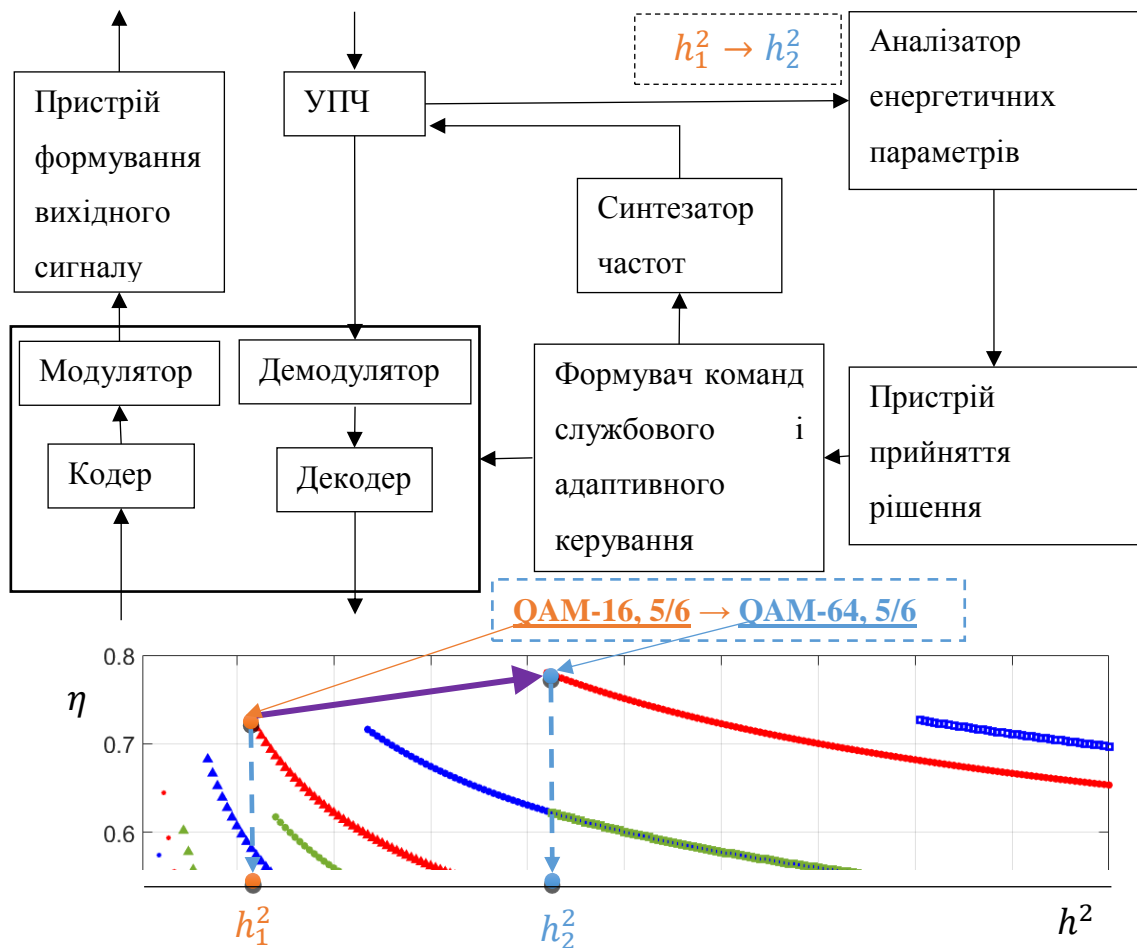 Пристрій
формування
вихідного
сигналу
УПЧ
h₁² → h₂²
Аналізатор
енергетичних
параметрів
Синтезатор
частот
Модулятор
Кодер
Демодулятор
Декодер
Формувач команд
службового і
адаптивного
керування
Пристрій
прийняття
рішення
QAM-16, 5/6 → QAM-64, 5/6
η
0.8
0.7
0.6
h₁²
h₂²
h²